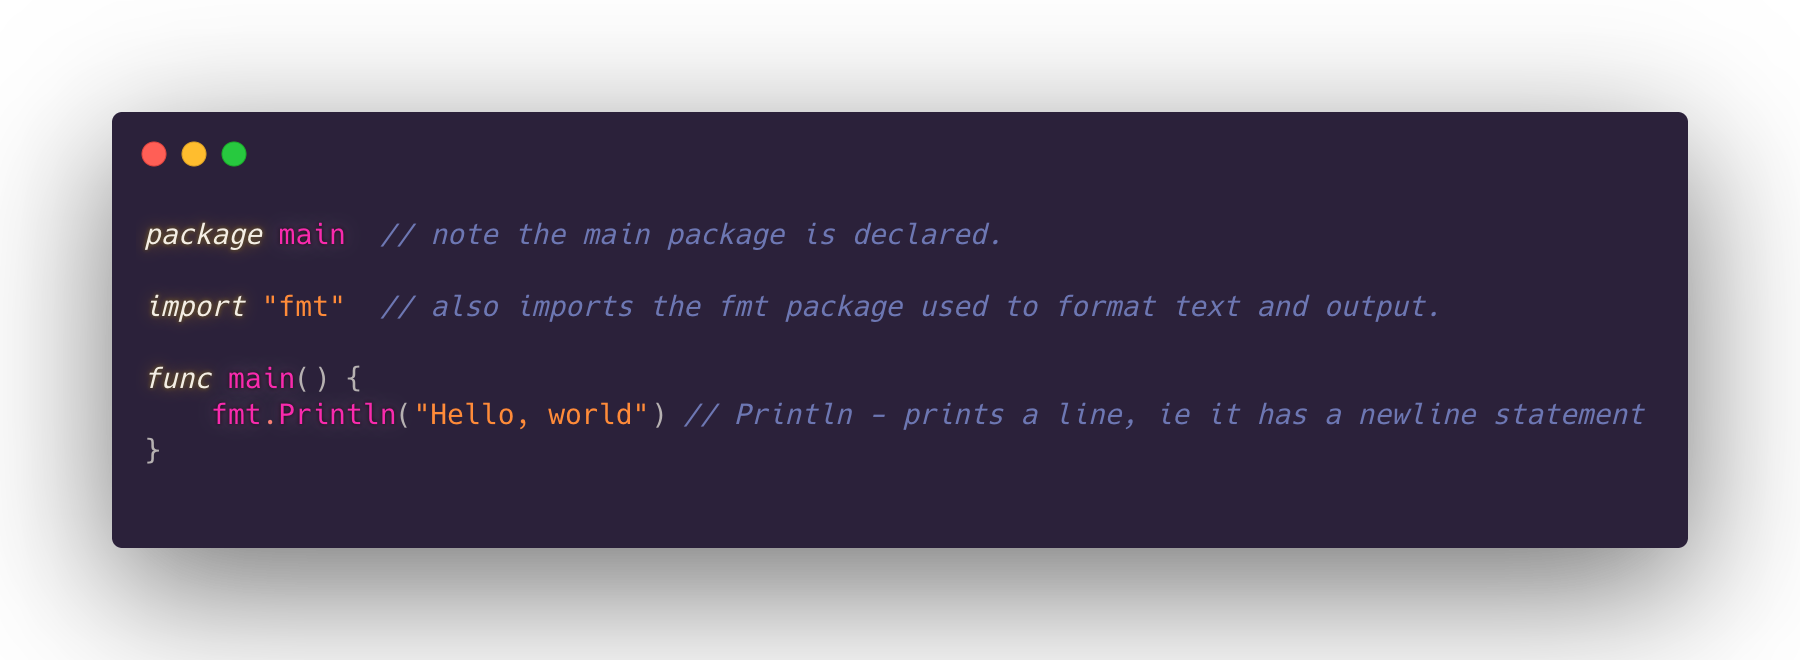 package main  // note the main package is declared.
import "fmt"  // also imports the fmt package used to format text and output.
func main() {
    fmt.Println("Hello, world") // Println - prints a line, ie it has a newline statement
}